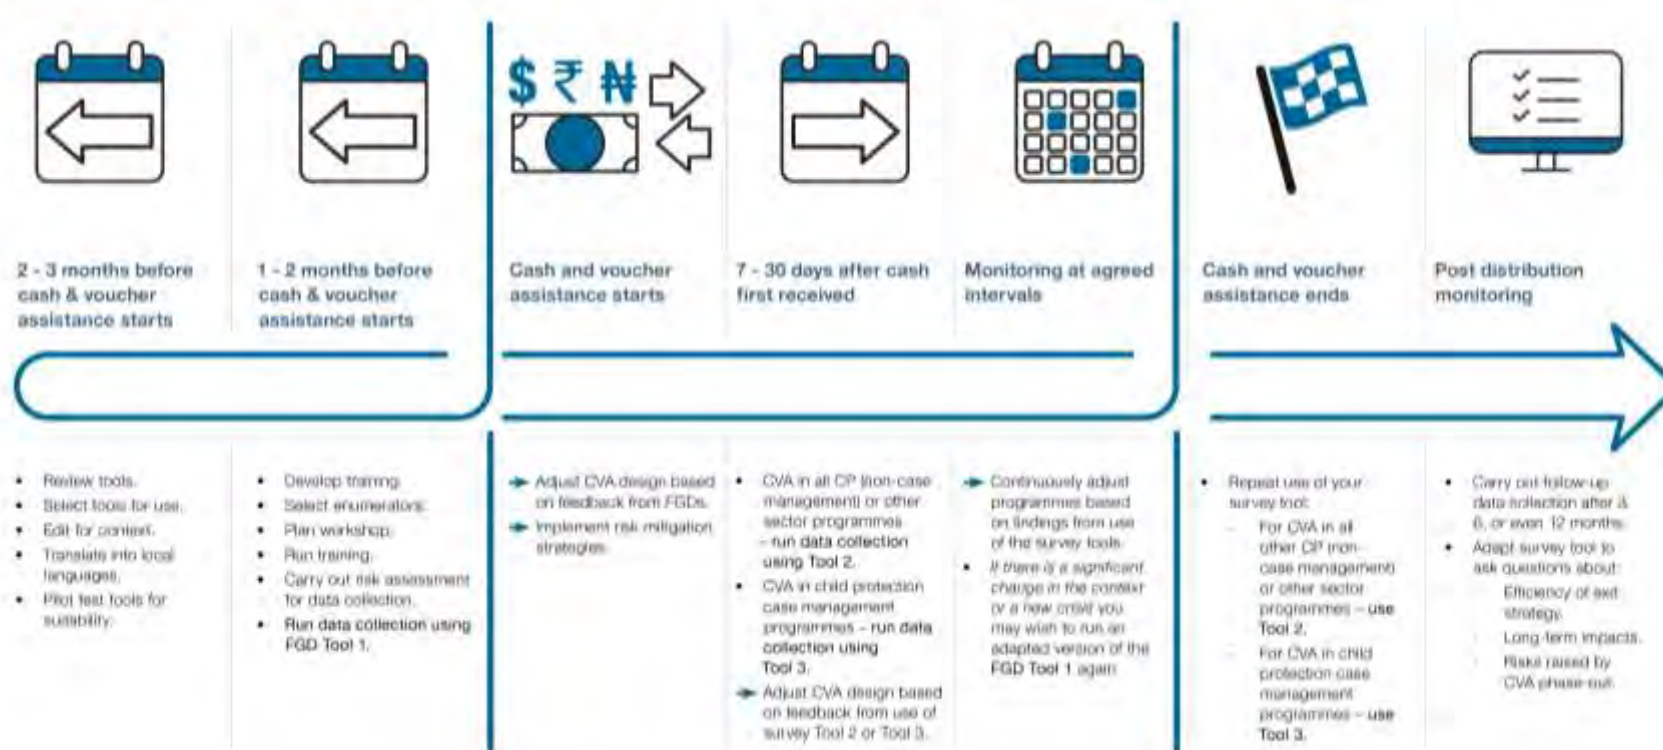 $ ₹ ₦
2 - 3 months before
cash & voucher
assistance starts
1 - 2 months before
cash & voucher
assistance starts
Cash and voucher
assistance starts
7 - 30 days after cash
first received
Monitoring at agreed
intervals
Cash and voucher
assistance ends
Post distribution
monitoring
• Review tools.
• Select tools for use.
• Edit for context.
• Translate into local
languages.
• Pilot test tools for
suitability.
• Develop training.
• Select enumerators.
• Plan workshop.
• Run training.
• Carry out risk assessment
for data collection.
• Run data collection using
FGD Tool 1.
Adjust CVA design based
on feedback from FGDs.
Implement risk mitigation
strategies.
• CVA in all CP (non-case
management) or other
sector programmes
– run data collection
using Tool 2.
• CVA in child protection
case management
programmes – run data
collection using
Tool 3.
Adjust CVA design based
on feedback from use of
survey Tool 2 or Tool 3.
Continuously adjust
programmes based
on findings from use
of the survey tools.
• If there is a significant
change in the context
or a new crisis you
may wish to run an
adapted version of the
FGD Tool 1 again
• Repeat use of your
survey tool:
– For CVA in all
other CP (non-
case management)
or other sector
programmes – use
Tool 2.
– For CVA in child
protection case
management
programmes – use
Tool 3.
• Carry out follow-up
data collection after
6, or even 12 months.
• Adapt survey tool to
ask questions about:
Efficiency of exit
strategy.
Long-term impacts.
Risks raised by
CVA phase-out.